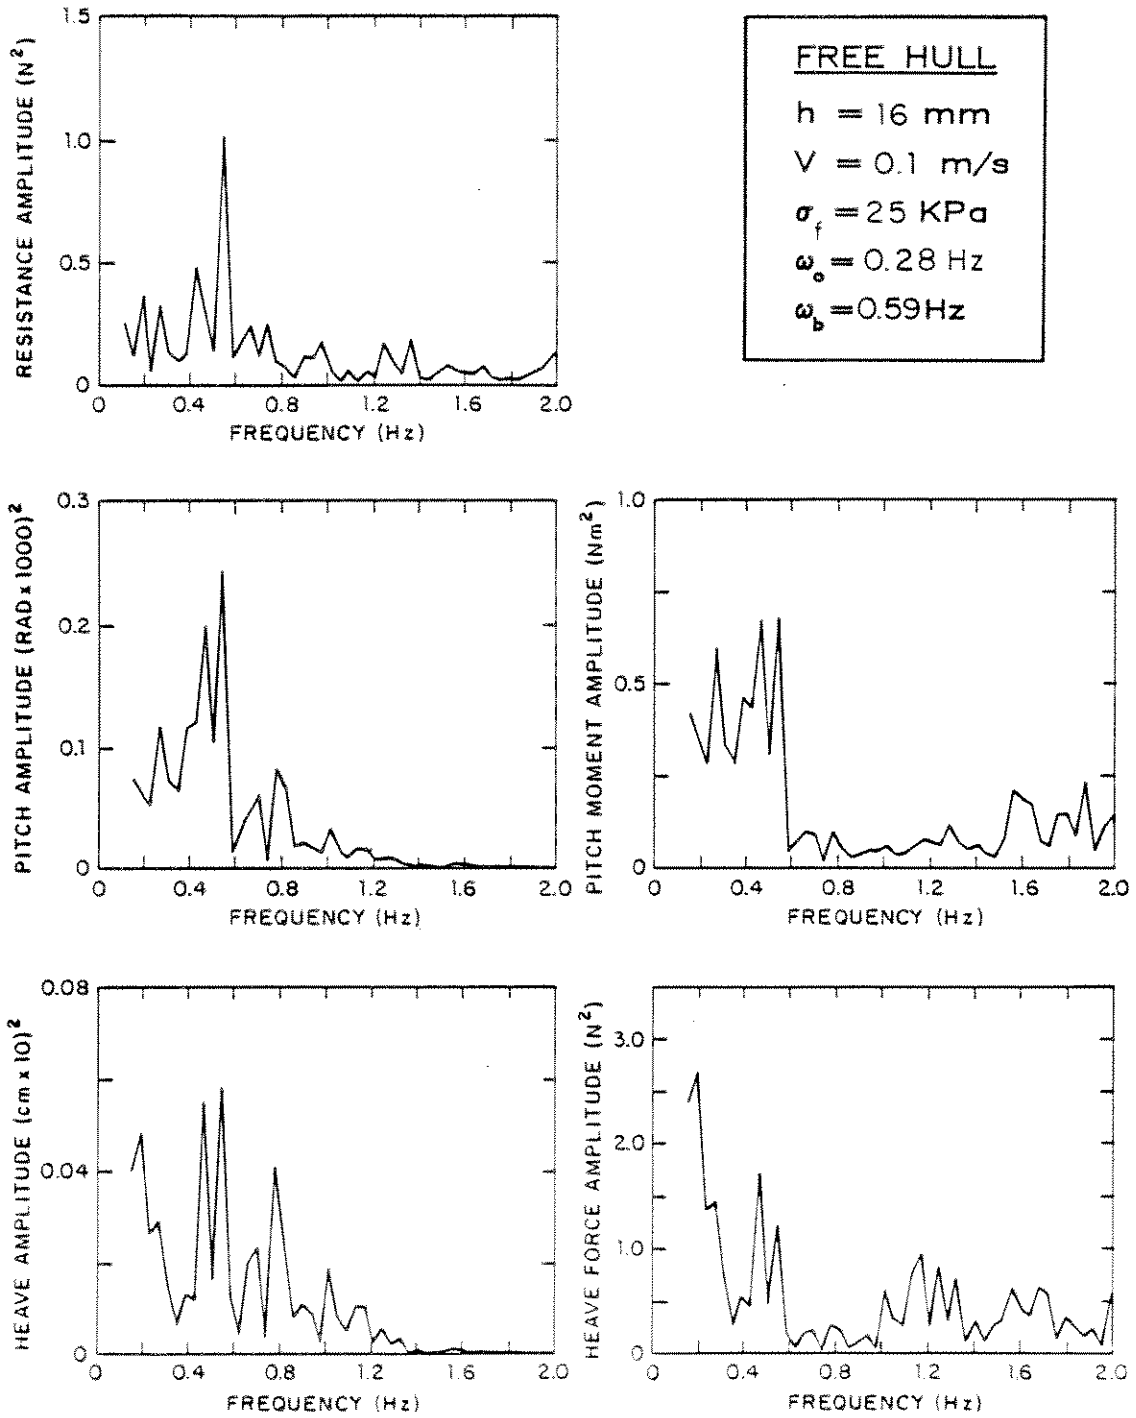 RESISTANCE AMPLITUDE (N²)
1.5
1.0
0.5
0
0 0.4 0.8 1.2 1.6 2.0
FREQUENCY (Hz)
FREE HULL
h = 16 mm
V = 0.1 m/s
σf = 25 KPa
ωo = 0.28 Hz
ωb = 0.59 Hz
PITCH AMPLITUDE (RAD x 1000)²
0.3
0.2
0.1
0
0 0.4 0.8 1.2 1.6 2.0
FREQUENCY (Hz)
PITCH MOMENT AMPLITUDE (Nm²)
1.0
0.5
0
0 0.4 0.8 1.2 1.6 2.0
FREQUENCY (Hz)
HEAVE AMPLITUDE (cm x 10)²
0.08
0.04
0
0 0.4 0.8 1.2 1.6 2.0
FREQUENCY (Hz)
HEAVE FORCE AMPLITUDE (N²)
3.0
2.0
1.0
0
0 0.4 0.8 1.2 1.6 2.0
FREQUENCY (Hz)